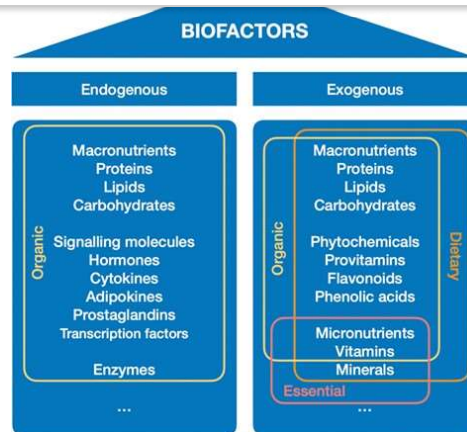 BIOFACTORS
Endogenous
Organic
Macronutrients
Proteins
Lipids
Carbohydrates
Signalling molecules
Hormones
Cytokines
Adipokines
Prostaglandins
Transcription factors
Enzymes
...
Exogenous
Organic
Dietary
Macronutrients
Proteins
Lipids
Carbohydrates
Phytochemicals
Provitamins
Flavonoids
Phenolic acids
Micronutrients
Vitamins
Minerals
Essential
...